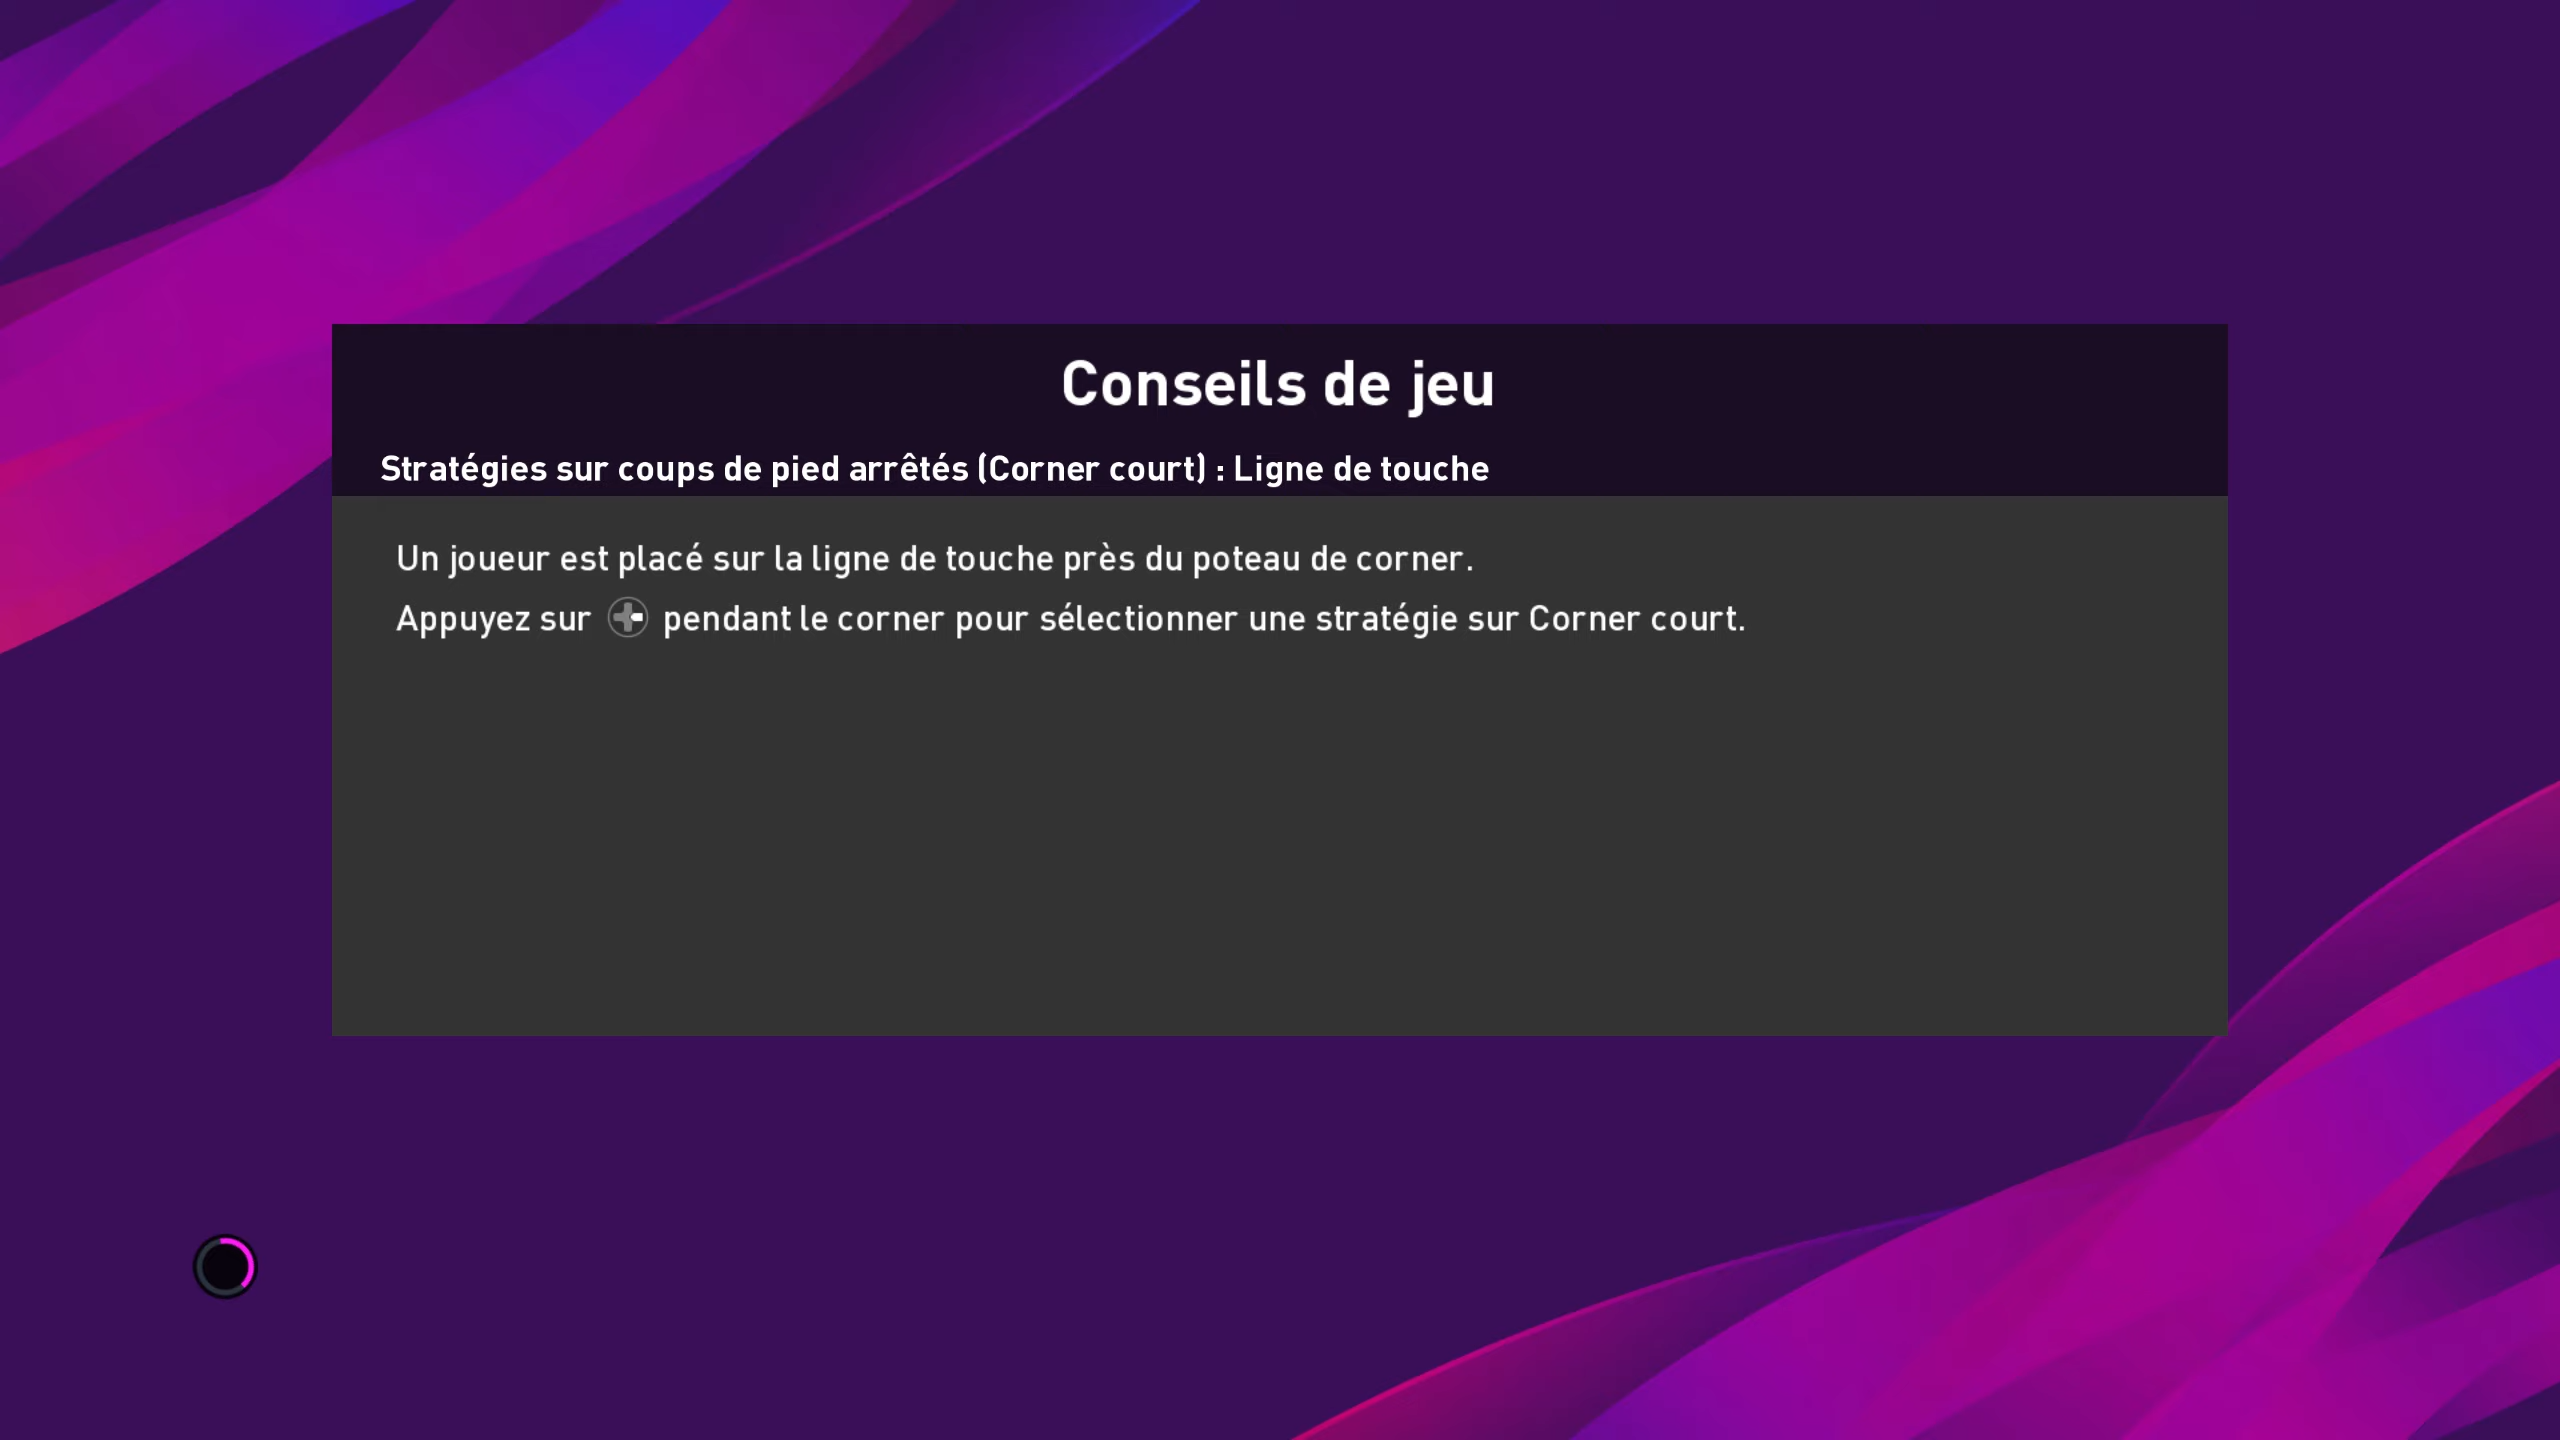 Conseils de jeu
Stratégies sur coups de pied arrêtés (Corner court) : Ligne de touche
Un joueur est placé sur la ligne de touche près du poteau de corner.
Appuyez sur pendant le corner pour sélectionner une stratégie sur Corner court.